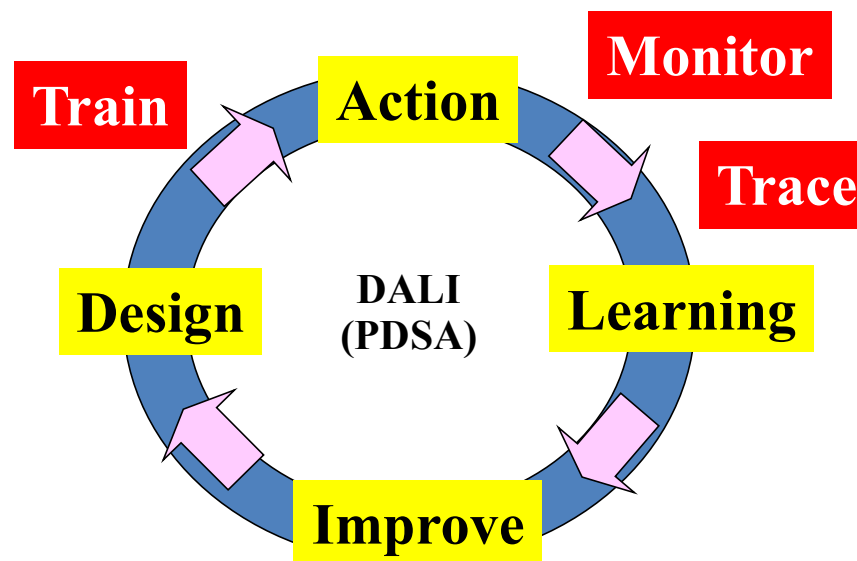 Monitor
Train
Action
Trace
Design
DALI
(PDSA)
Learning
Improve